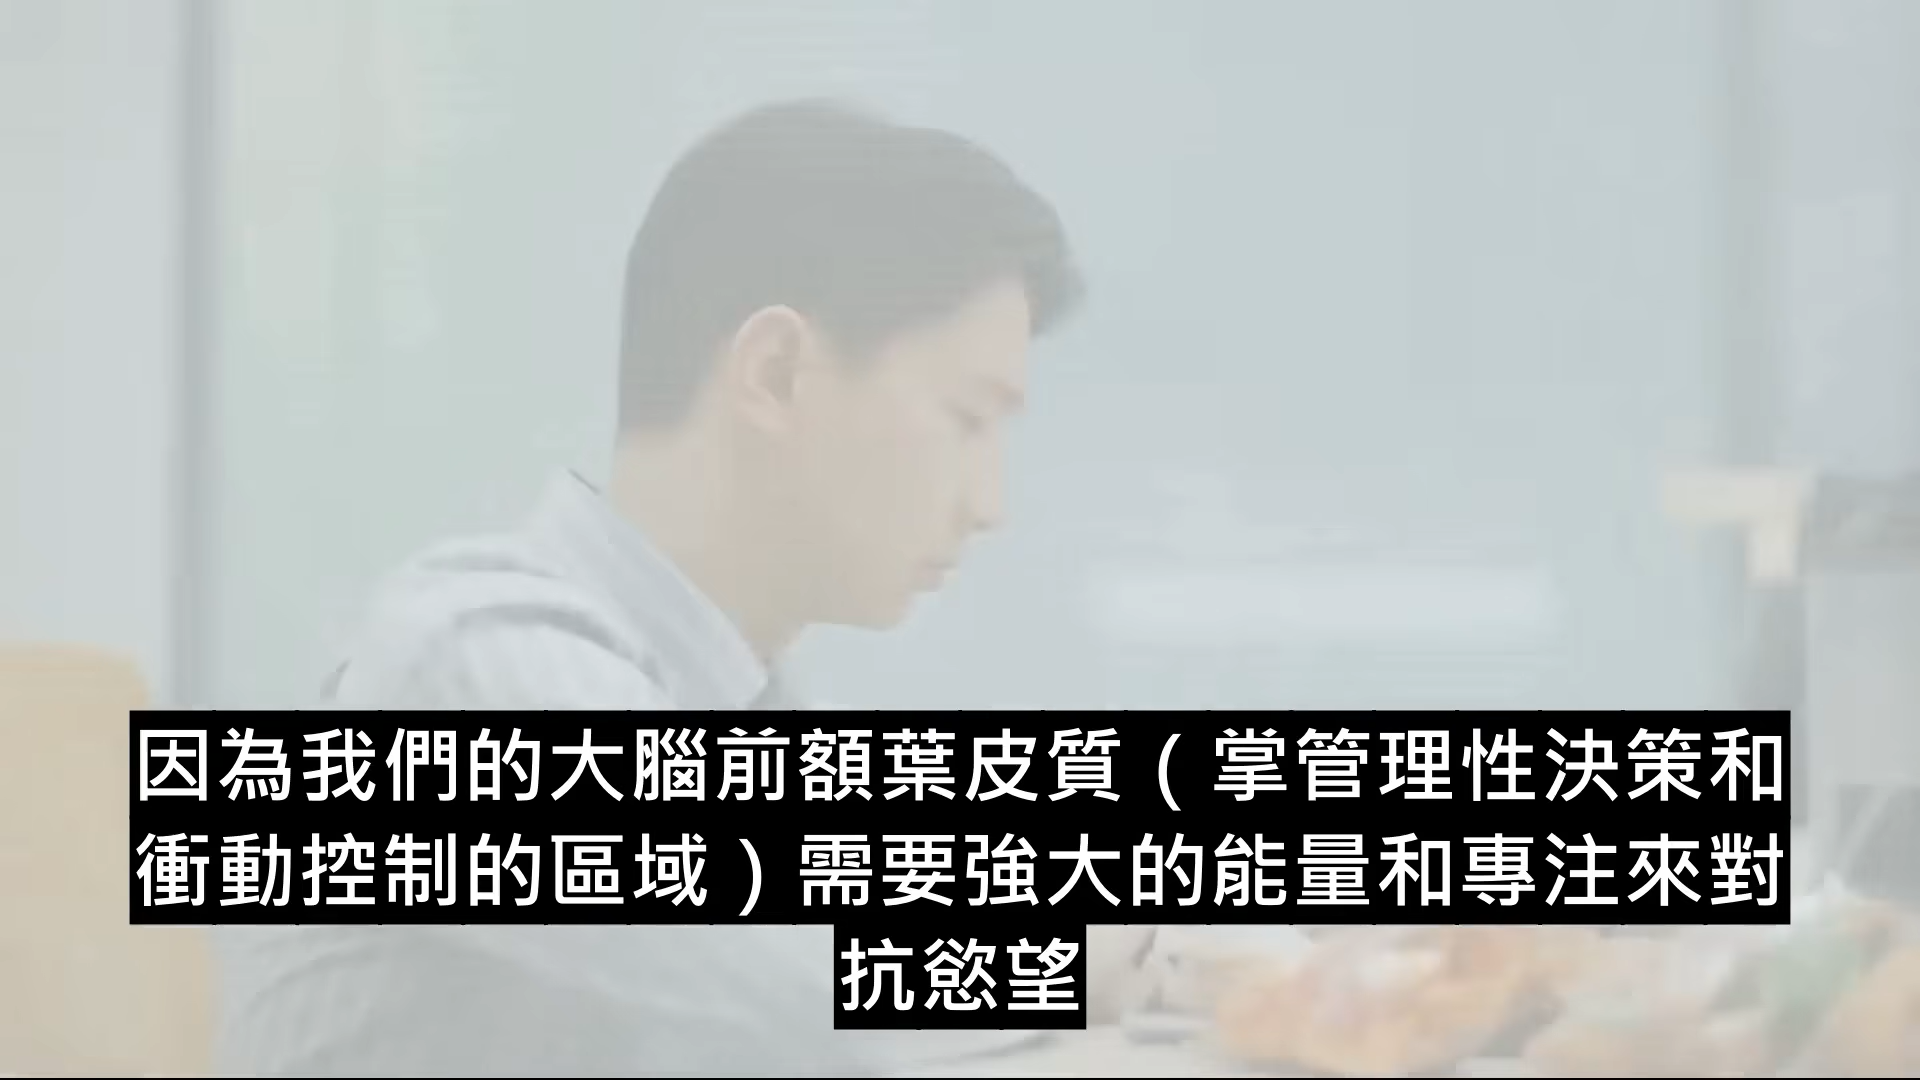 因為我們的大腦前額葉皮質（掌管理性決策和
衝動控制的區域）需要強大的能量和專注來對
抗慾望